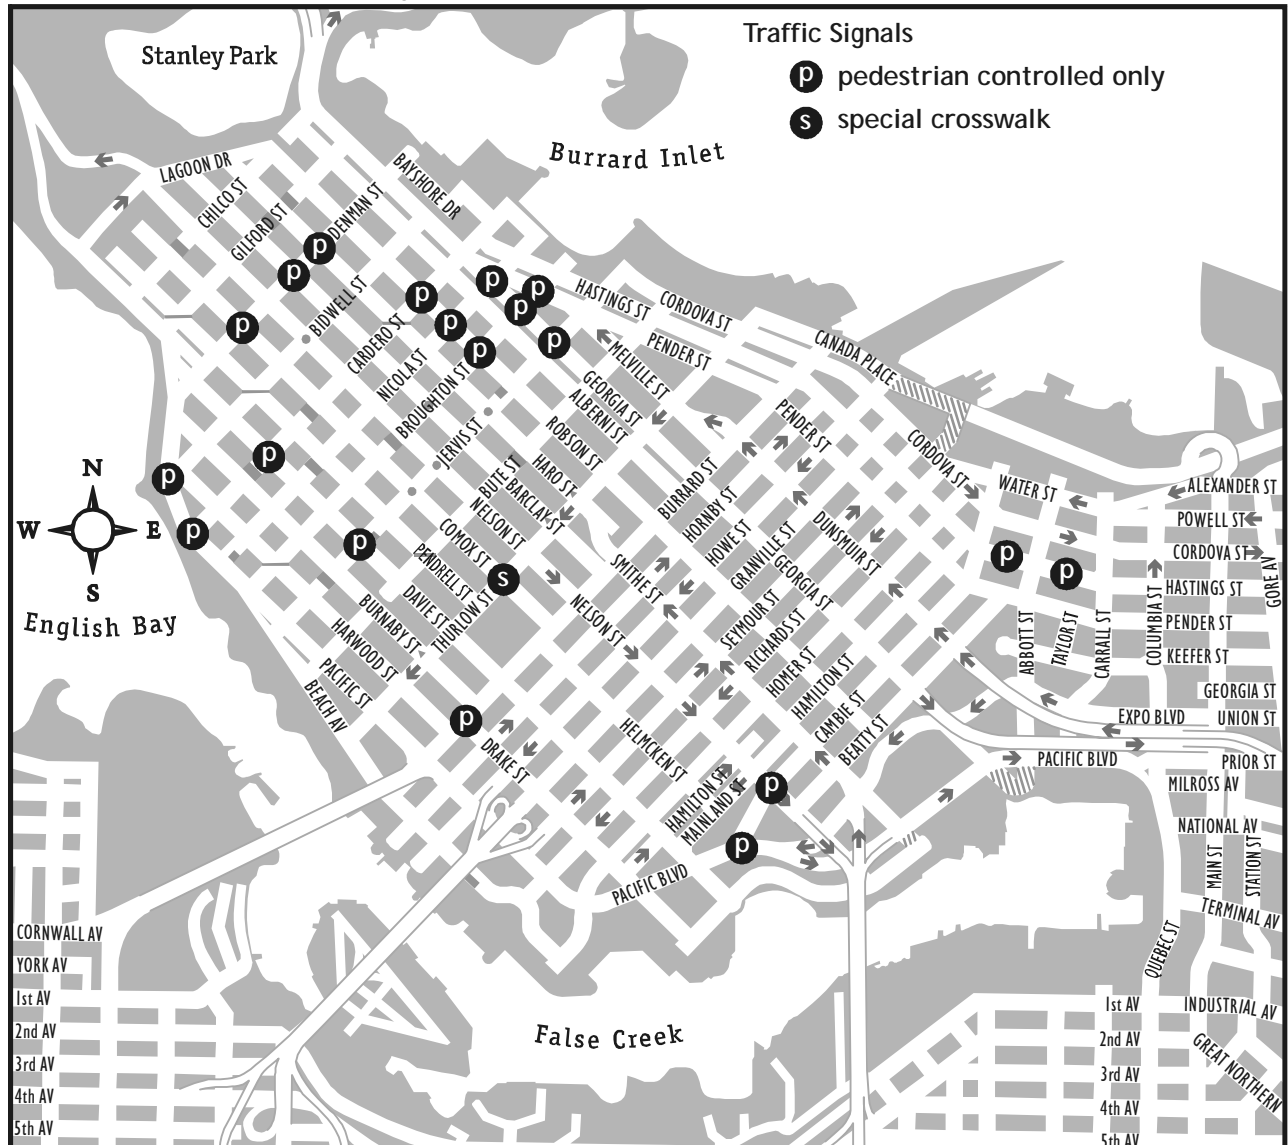 Traffic Signals
Stanley Park
p pedestrian controlled only
s special crosswalk
Burrard Inlet
LAGOON DR
BAYSHORE DR
CHILCO ST
GILFORD ST
DENMAN ST
p
p
p
p
p
p
p
p
p
p
p
BIDWELL ST
CARDERO ST
NICOLA ST
BROUGHTON ST
JERVIS ST
HASTINGS ST
CORDOVA ST
PENDER ST
CANADA PLACE
MELVILLE ST
GEORGIA ST
ALBERNI ST
ROBSON ST
HARO ST
BUTE ST
BARCLAY ST
NELSON ST
COMOX ST
PENDRELL ST
DAVIE ST
THURLOW ST
BURNABY ST
HARWOOD ST
PACIFIC ST
BEACH AV
p
p
p
p
s
N
W E
S
English Bay
PENDER ST
CORDOVA ST
BURRARD ST
HORNBY ST
HOWE ST
GRANVILLE ST
DUNSMUIR ST
GEORGIA ST
SEYMOUR ST
RICHARDS ST
HOMER ST
HAMILTON ST
CAMBIE ST
BEATTY ST
SMITHE ST
NELSON ST
HELMCKEN ST
DRAKE ST
HAMILTON ST
MAINLAND ST
PACIFIC BLVD
p
p
p
WATER ST
ALEXANDER ST
POWELL ST
CORDOVA ST
HASTINGS ST
PENDER ST
KEEFER ST
GEORGIA ST
UNION ST
PRIOR ST
GORE AV
p
p
ABBOTT ST
TAYLOR ST
CARRALL ST
COLUMBIA ST
EXPO BLVD
PACIFIC BLVD
MILROSS AV
NATIONAL AV
MAIN ST
STATION ST
TERMINAL AV
QUEBEC ST
INDUSTRIAL AV
GREAT NORTHERN
CORNWALL AV
YORK AV
1st AV
2nd AV
3rd AV
4th AV
5th AV
False Creek
1st AV
2nd AV
3rd AV
4th AV
5th AV